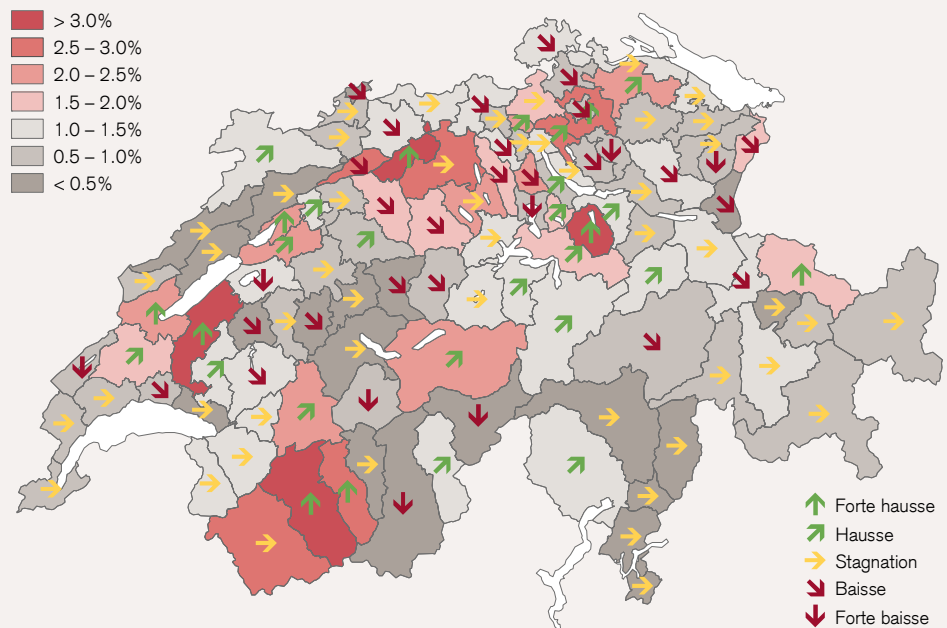 > 3.0%
2.5 – 3.0%
2.0 – 2.5%
1.5 – 2.0%
1.0 – 1.5%
0.5 – 1.0%
< 0.5%
Forte hausse
Hausse
Stagnation
Baisse
Forte baisse